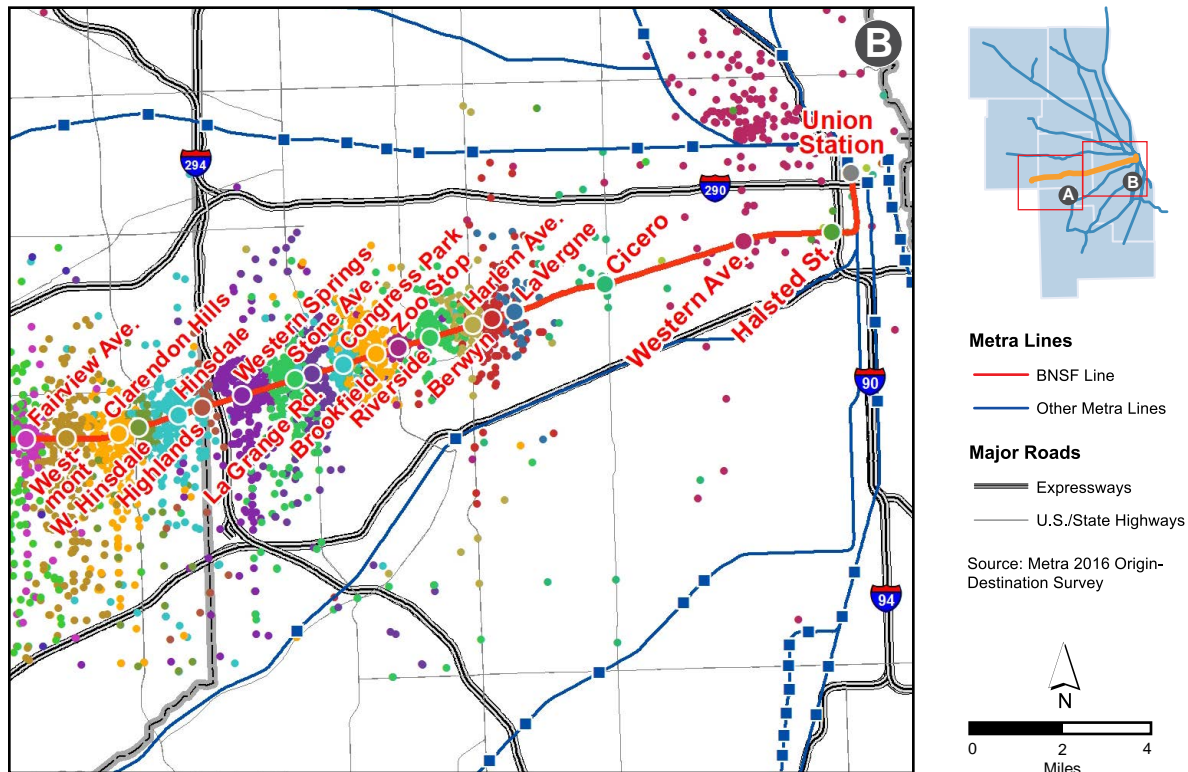 B
Union
Station
294
290
Fairview Ave.
West-
mont
Clarendon Hills
W. Hinsdale
Hinsdale
Highlands
Western Springs
La Grange Rd.
Stone Ave.
Congress Park
Brookfield
Zoo Stop
Riverside
Harlem Ave.
Berwyn
LaVergne
Cicero
Western Ave.
Halsted St.
90
94
A
B
Metra Lines
BNSF Line
Other Metra Lines
Major Roads
Expressways
U.S./State Highways
Source: Metra 2016 Origin-
Destination Survey
N
0 2 4
Miles